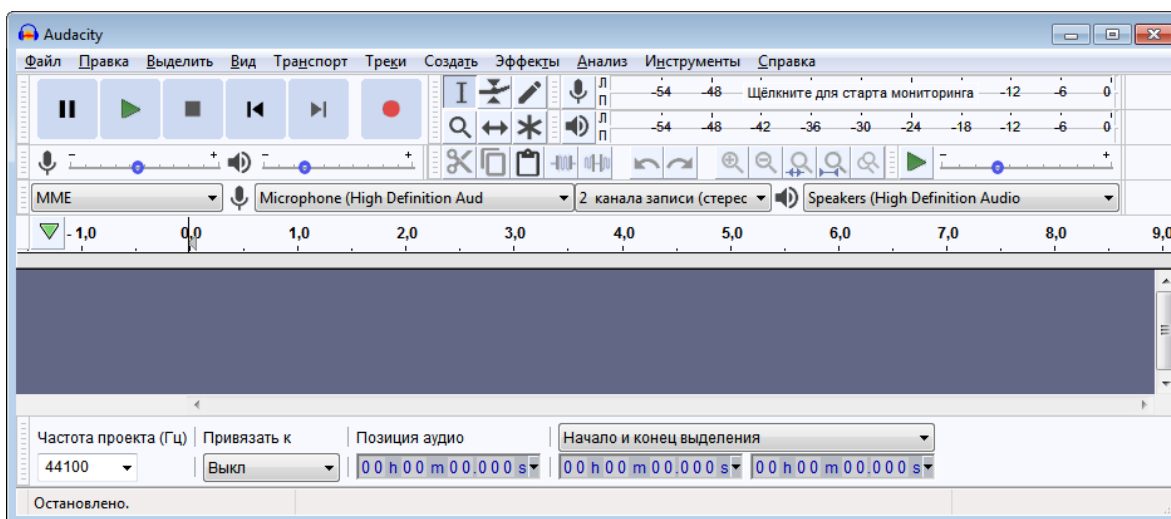 Audacity
Файл Правка Выделить Вид Транспорт Треки Создать Эффекты Анализ Инструменты Справка
Л П -54 -48 Щёлкните для старта мониторинга -12 -6 0
Л П -54 -48 -42 -36 -30 -24 -18 -12 -6 0
- + - + - +
MME Microphone (High Definition Aud 2 канала записи (стерес Speakers (High Definition Audio
- 1,0 0,0 1,0 2,0 3,0 4,0 5,0 6,0 7,0 8,0 9,0
Частота проекта (Гц) Привязать к Позиция аудио Начало и конец выделения
44100 Выкл 00 h 00 m 00.000 s 00 h 00 m 00.000 s 00 h 00 m 00.000 s
Остановлено.